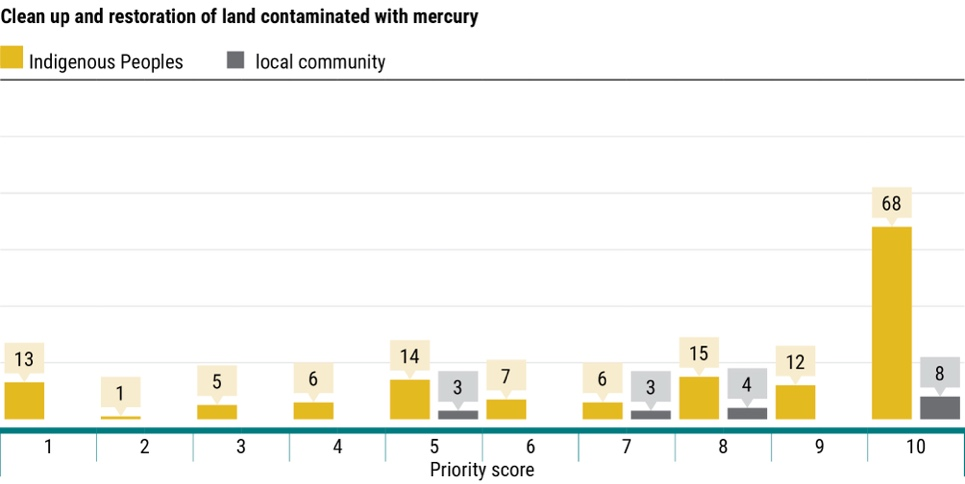 Clean up and restoration of land contaminated with mercury
Indigenous Peoples local community
68
13 1 5 6 14 3 7 6 3 15 4 12 8
1 2 3 4 5 6 7 8 9 10
Priority score